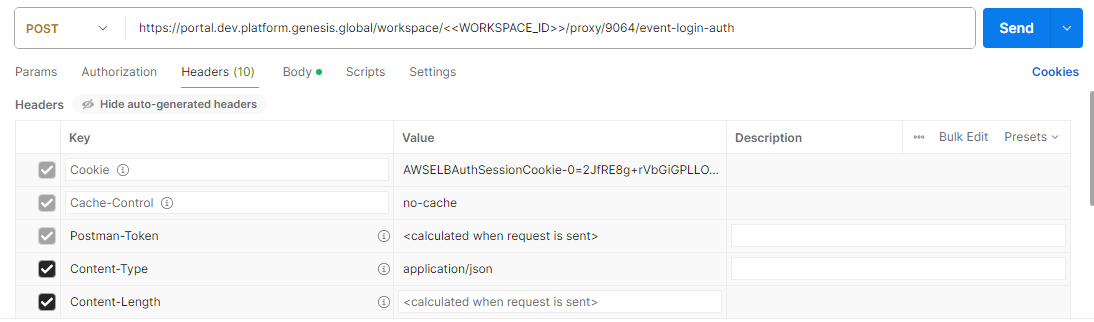 POST https://portal.dev.platform.genesis.global/workspace/<<WORKSPACE_ID>>/proxy/9064/event-login-auth Send
Params Authorization Headers (10) Body Scripts Settings Cookies
Headers Hide auto-generated headers
Key Value Description Bulk Edit Presets
Cookie AWSELBAuthSessionCookie-0=2JfRE8g+rVbGiGPLLO...
Cache-Control no-cache
Postman-Token <calculated when request is sent>
Content-Type application/json
Content-Length <calculated when request is sent>